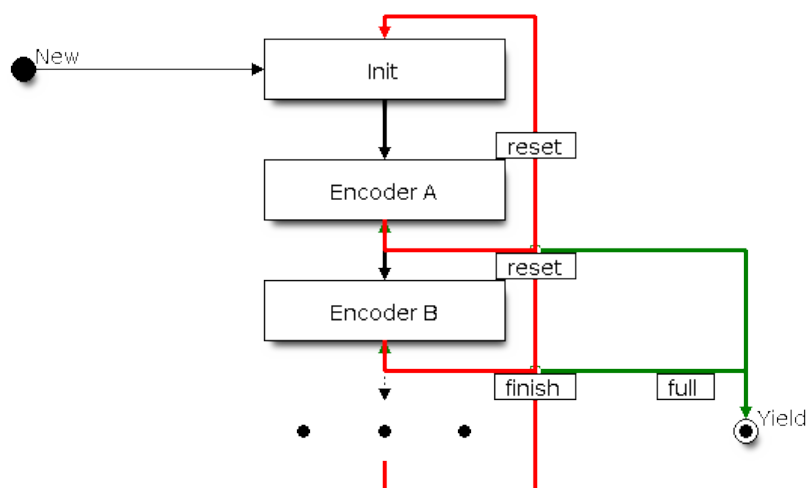 New
Init
reset
Encoder A
reset
Encoder B
finish
full
Yield